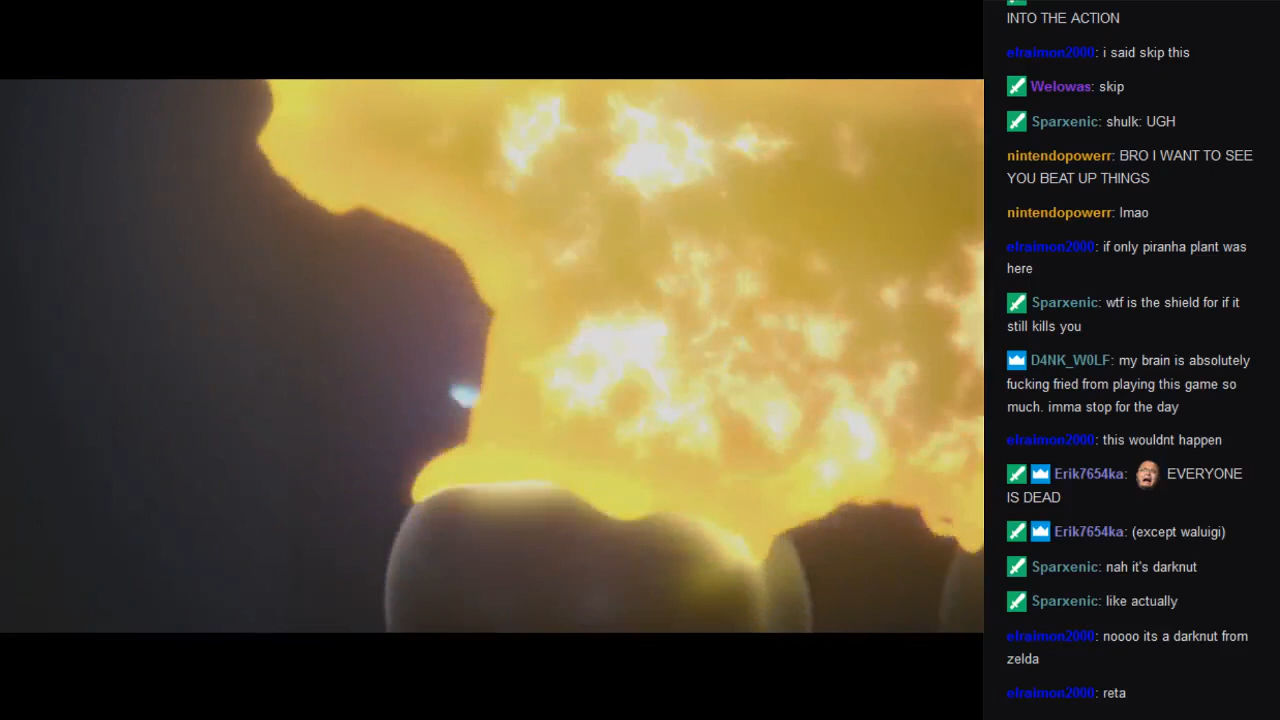 INTO THE ACTION
elraimon2000: i said skip this
Welowas: skip
Sparxenic: shulk: UGH
nintendopowerr: BRO I WANT TO SEE
YOU BEAT UP THINGS
nintendopowerr: lmao
elraimon2000: if only piranha plant was
here
Sparxenic: wtf is the shield for if it
still kills you
D4NK_W0LF: my brain is absolutely
fucking fried from playing this game so
much. imma stop for the day
elraimon2000: this wouldnt happen
Erik7654ka: EVERYONE
IS DEAD
Erik7654ka: (except waluigi)
Sparxenic: nah it's darknut
Sparxenic: like actually
elraimon2000: noooo its a darknut from
zelda
elraimon2000: reta